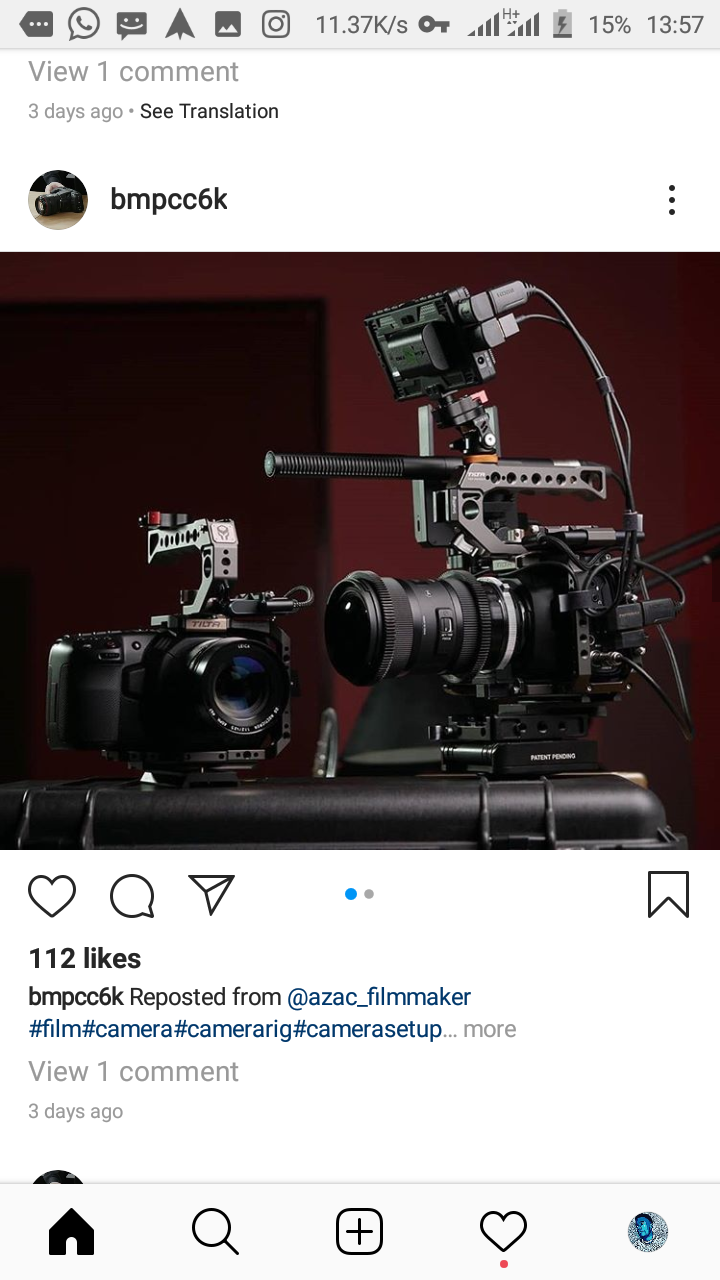 11.37K/s H+ 15% 13:57
View 1 comment
3 days ago • See Translation
bmpcc6k
TILTA
TILTA
LEICA
PATENT PENDING
112 likes
bmpcc6k Reposted from @azac_filmmaker
#film#camera#camerarig#camerasetup... more
View 1 comment
3 days ago